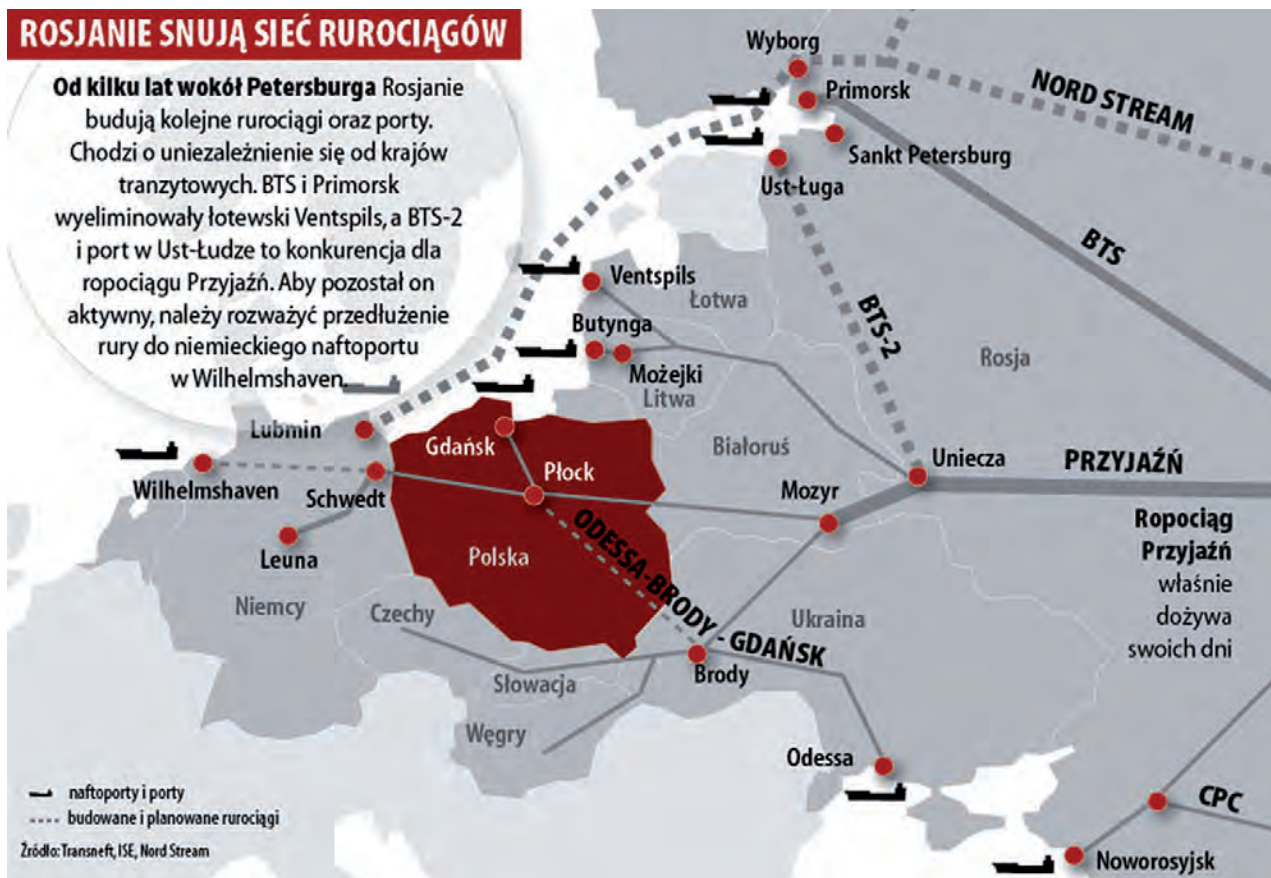 ROSJANIE SNUJĄ SIEĆ RUROCIĄGÓW
Od kilku lat wokół Petersburga Rosjanie
budują kolejne rurociągi oraz porty.
Chodzi o uniezależnienie się od krajów
tranzytowych. BTS i Primorsk
wyeliminowały łotewski Ventspils, a BTS-2
i port w Ust-Łudze to konkurencja dla
ropociągu Przyjaźń. Aby pozostał on
aktywny, należy rozważyć przedłużenie
rury do niemieckiego naftoportu
w Wilhelmshaven.
Wyborg
Primorsk
NORD STREAM
Sankt Petersburg
Ust-Ługa
BTS
Ventspils
Łotwa
BTS-2
Butynga
Możejki
Litwa
Rosja
Lubmin
Gdańsk
Białoruś
Uniecza
PRZYJAŹŃ
Wilhelmshaven
Schwedt
Płock
Mozyr
Ropociąg
Przyjaźń
właśnie
dożywa
swoich dni
Leuna
Polska
ODESSA-BRODY - GDAŃSK
Niemcy
Czechy
Ukraina
Słowacja
Brody
Węgry
Odessa
naftoporty i porty
budowane i planowane rurociągi
CPC
Źródło: Transneft, ISE, Nord Stream
Noworosyjsk